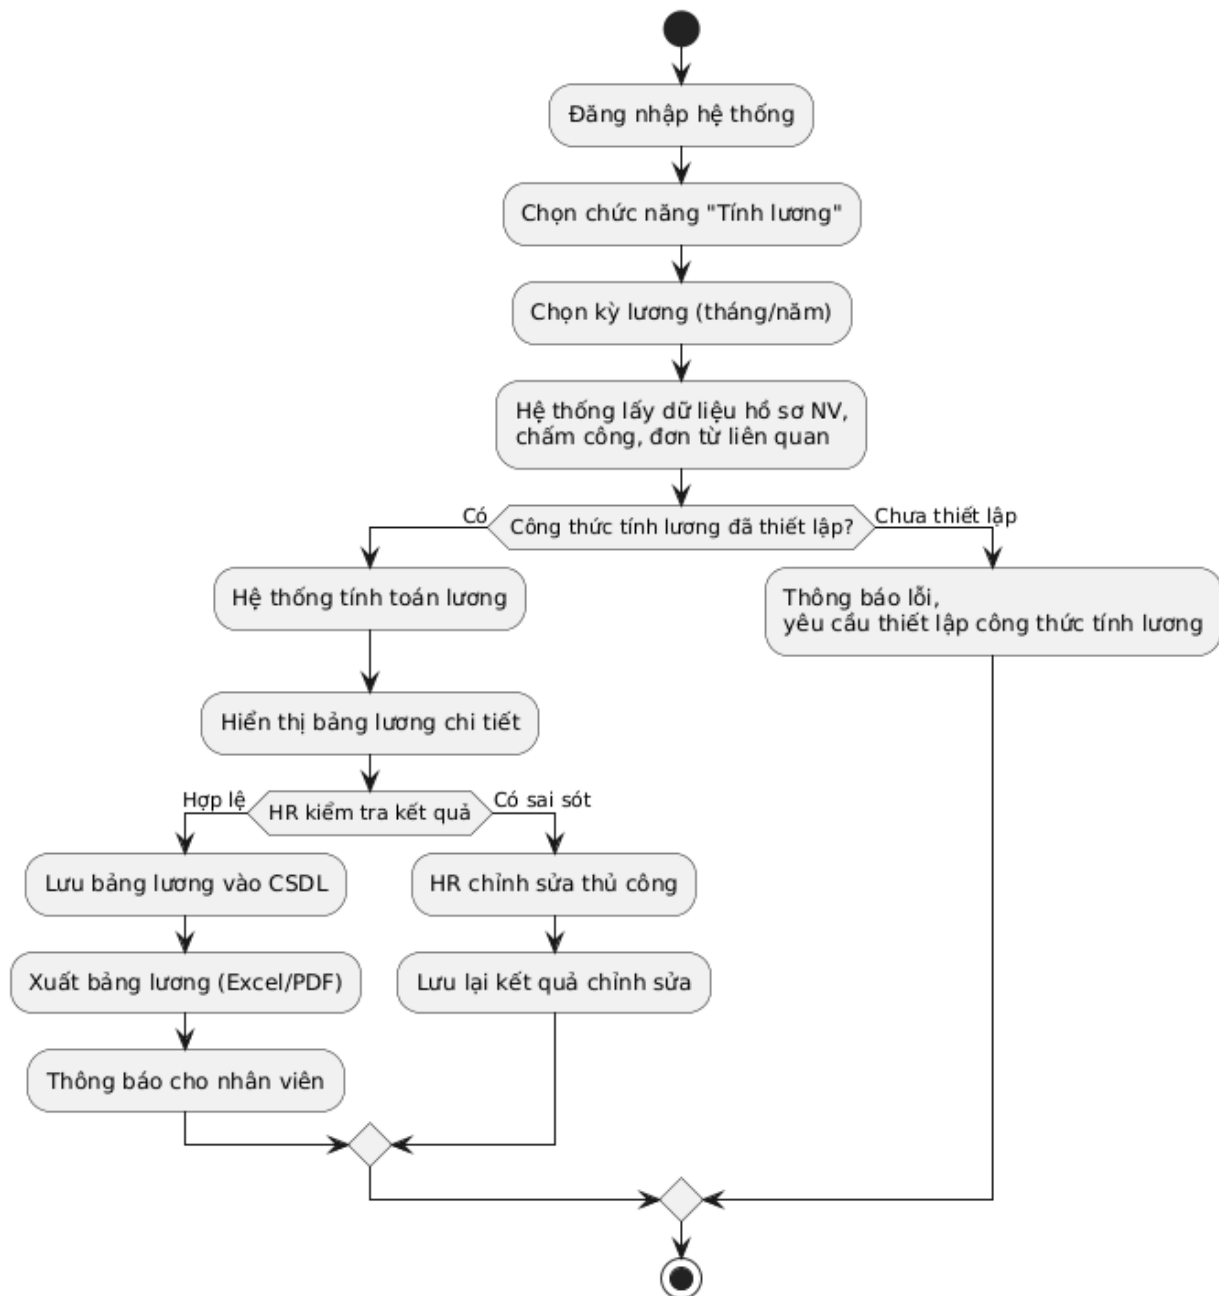 Đăng nhập hệ thống
Chọn chức năng "Tính lương"
Chọn kỳ lương (tháng/năm)
Hệ thống lấy dữ liệu hồ sơ NV,
chấm công, đơn từ liên quan
Công thức tính lương đã thiết lập?
Có
Chưa thiết lập
Hệ thống tính toán lương
Thông báo lỗi,
yêu cầu thiết lập công thức tính lương
Hiển thị bảng lương chi tiết
HR kiểm tra kết quả
Hợp lệ
Có sai sót
Lưu bảng lương vào CSDL
HR chỉnh sửa thủ công
Xuất bảng lương (Excel/PDF)
Lưu lại kết quả chỉnh sửa
Thông báo cho nhân viên